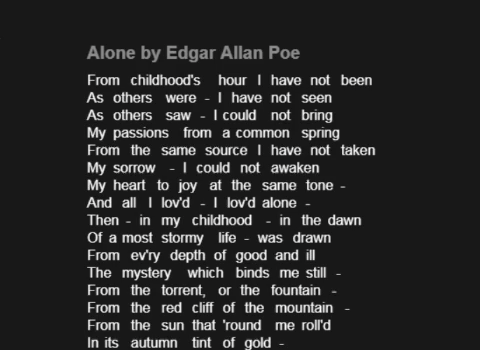 Alone by Edgar Allan Poe
From childhood's hour I have not been
As others were - I have not seen
As others saw - I could not bring
My passions from a common spring
From the same source I have not taken
My sorrow - I could not awaken
My heart to joy at the same tone -
And all I lov'd - I lov'd alone -
Then - in my childhood - in the dawn
Of a most stormy life - was drawn
From ev'ry depth of good and ill
The mystery which binds me still -
From the torrent, or the fountain -
From the red cliff of the mountain -
From the sun that 'round me roll'd
In its autumn tint of gold -